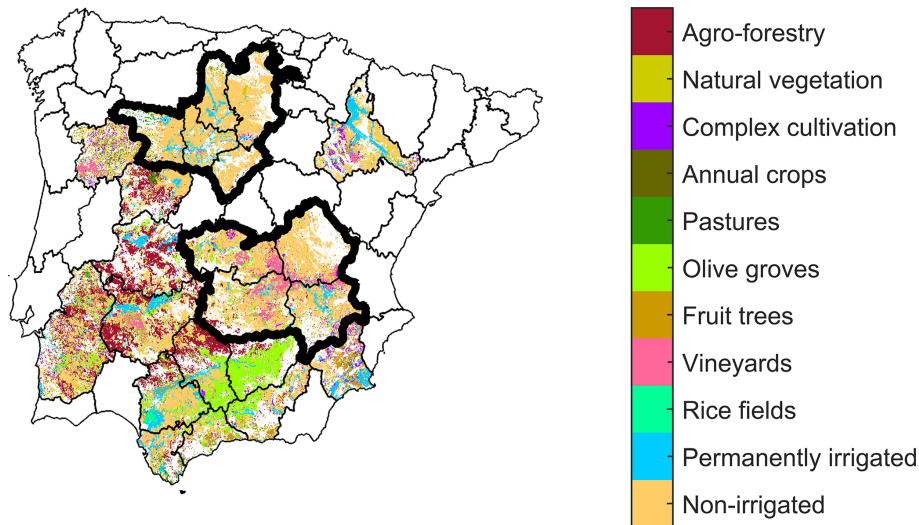 Agro-forestry
Natural vegetation
Complex cultivation
Annual crops
Pastures
Olive groves
Fruit trees
Vineyards
Rice fields
Permanently irrigated
Non-irrigated